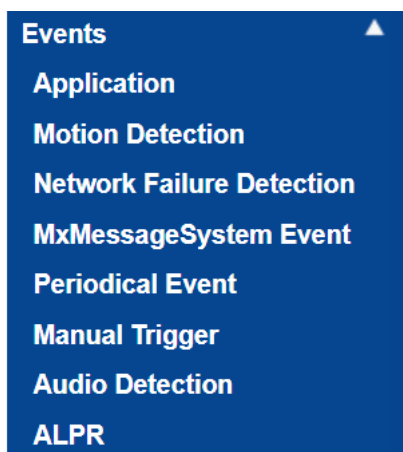 Events
Application
Motion Detection
Network Failure Detection
MxMessageSystem Event
Periodical Event
Manual Trigger
Audio Detection
ALPR